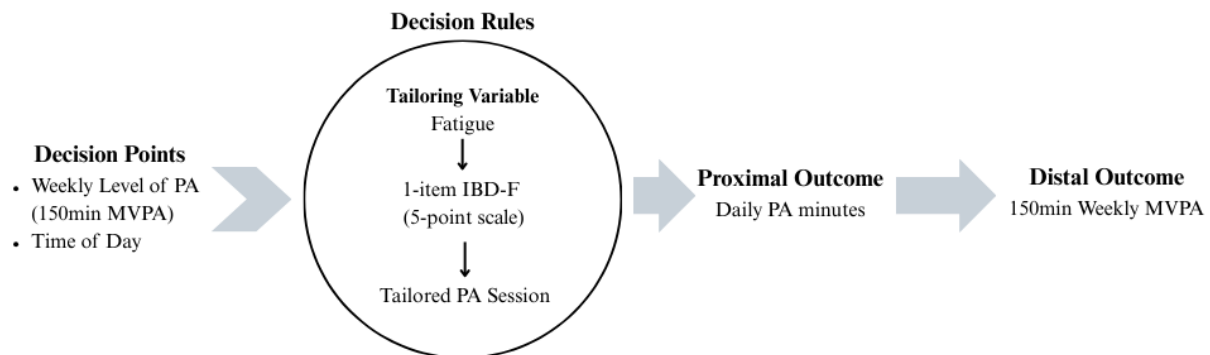 Decision Rules
Decision Points
• Weekly Level of PA
(150min MVPA)
• Time of Day
Tailoring Variable
Fatigue
1-item IBD-F
(5-point scale)
Tailored PA Session
Proximal Outcome
Daily PA minutes
Distal Outcome
150min Weekly MVPA